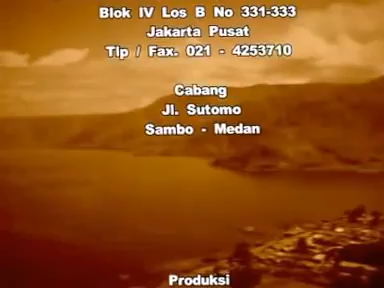 Blok IV Los B No 331-333
Jakarta Pusat
Tlp / Fax. 021 - 4253710
Cabang
Jl. Sutomo
Sambo - Medan
Produksi